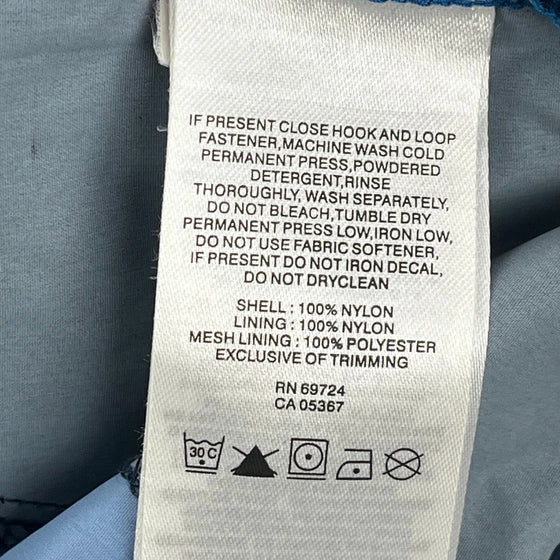 IF PRESENT CLOSE HOOK AND LOOP
FASTENER,MACHINE WASH COLD
PERMANENT PRESS,POWDERED
DETERGENT,RINSE
THOROUGHLY, WASH SEPARATELY,
DO NOT BLEACH,TUMBLE DRY
PERMANENT PRESS LOW,IRON LOW,
DO NOT USE FABRIC SOFTENER,
IF PRESENT DO NOT IRON DECAL,
DO NOT DRYCLEAN
SHELL : 100% NYLON
LINING : 100% NYLON
MESH LINING : 100% POLYESTER
EXCLUSIVE OF TRIMMING
RN 69724
CA 05367
30 C